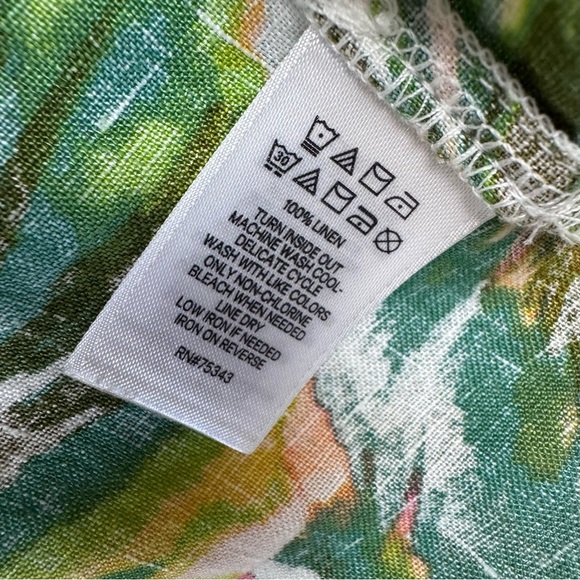 30
100% LINEN
TURN INSIDE OUT
MACHINE WASH COOL-
DELICATE CYCLE
WASH WITH LIKE COLORS
ONLY NON-CHLORINE
BLEACH WHEN NEEDED
LINE DRY
LOW IRON IF NEEDED
IRON ON REVERSE
RN#75343